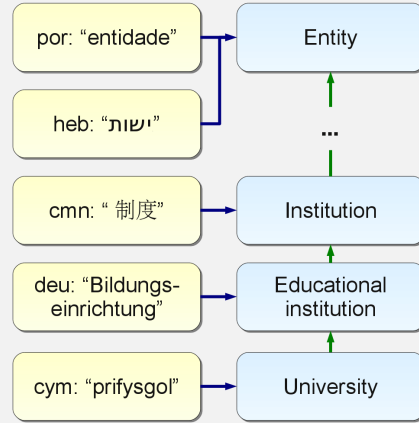 por: “entidade”
Entity
heb: “ישות”
...
cmn: “ 制度”
Institution
deu: “Bildungs-
einrichtung”
Educational
institution
cym: “prifysgol”
University